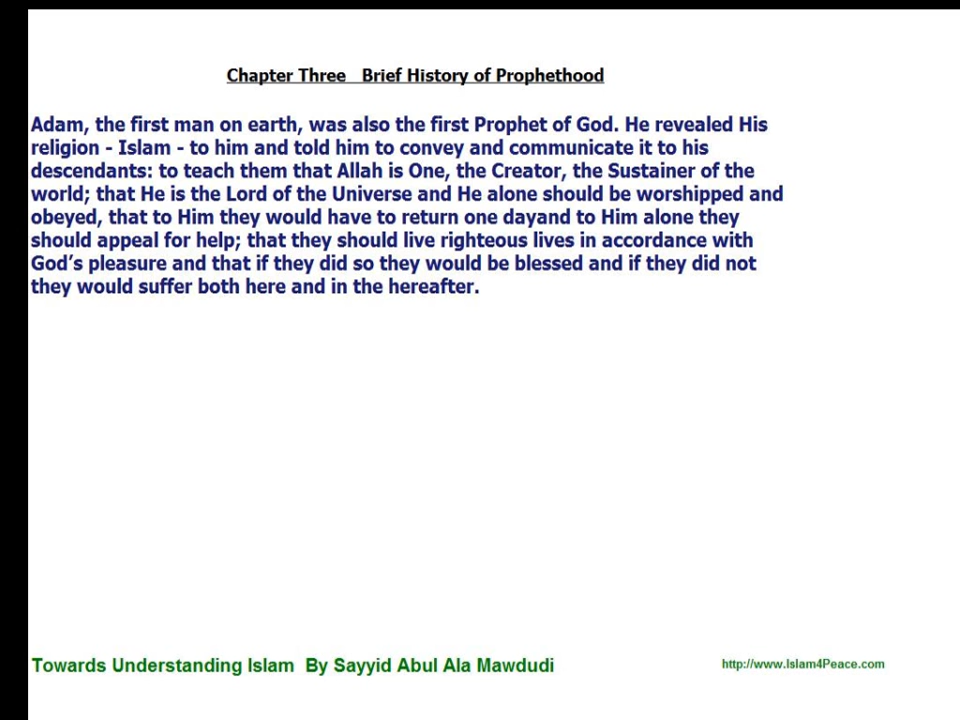 Chapter Three   Brief History of Prophethood
Adam, the first man on earth, was also the first Prophet of God. He revealed His
religion - Islam - to him and told him to convey and communicate it to his
descendants: to teach them that Allah is One, the Creator, the Sustainer of the
world; that He is the Lord of the Universe and He alone should be worshipped and
obeyed, that to Him they would have to return one dayand to Him alone they
should appeal for help; that they should live righteous lives in accordance with
God's pleasure and that if they did so they would be blessed and if they did not
they would suffer both here and in the hereafter.
Towards Understanding Islam  By Sayyid Abul Ala Mawdudi
http://www.Islam4Peace.com